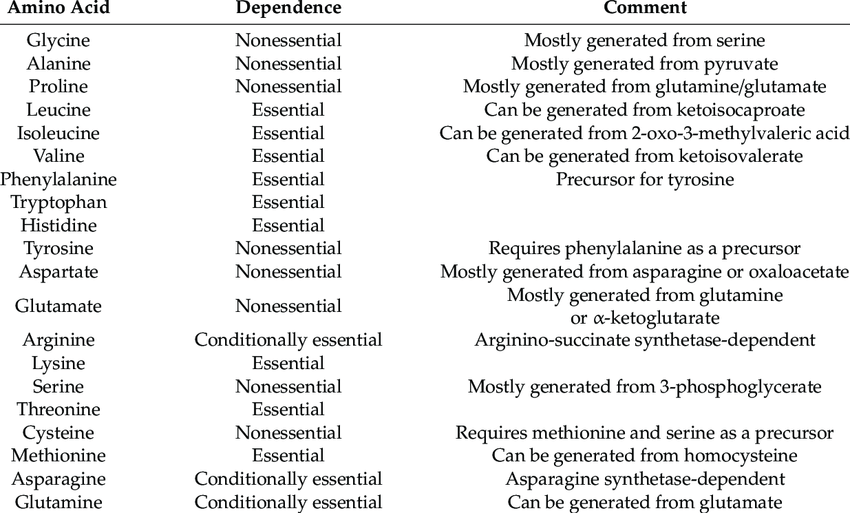 Amino Acid Dependence Comment
Glycine Nonessential Mostly generated from serine
Alanine Nonessential Mostly generated from pyruvate
Proline Nonessential Mostly generated from glutamine/glutamate
Leucine Essential Can be generated from ketoisocaproate
Isoleucine Essential Can be generated from 2-oxo-3-methylvaleric acid
Valine Essential Can be generated from ketoisovalerate
Phenylalanine Essential Precursor for tyrosine
Tryptophan Essential
Histidine Essential
Tyrosine Nonessential Requires phenylalanine as a precursor
Aspartate Nonessential Mostly generated from asparagine or oxaloacetate
Glutamate Nonessential Mostly generated from glutamine
or α-ketoglutarate
Arginine Conditionally essential Arginino-succinate synthetase-dependent
Lysine Essential
Serine Nonessential Mostly generated from 3-phosphoglycerate
Threonine Essential
Cysteine Nonessential Requires methionine and serine as a precursor
Methionine Essential Can be generated from homocysteine
Asparagine Conditionally essential Asparagine synthetase-dependent
Glutamine Conditionally essential Can be generated from glutamate